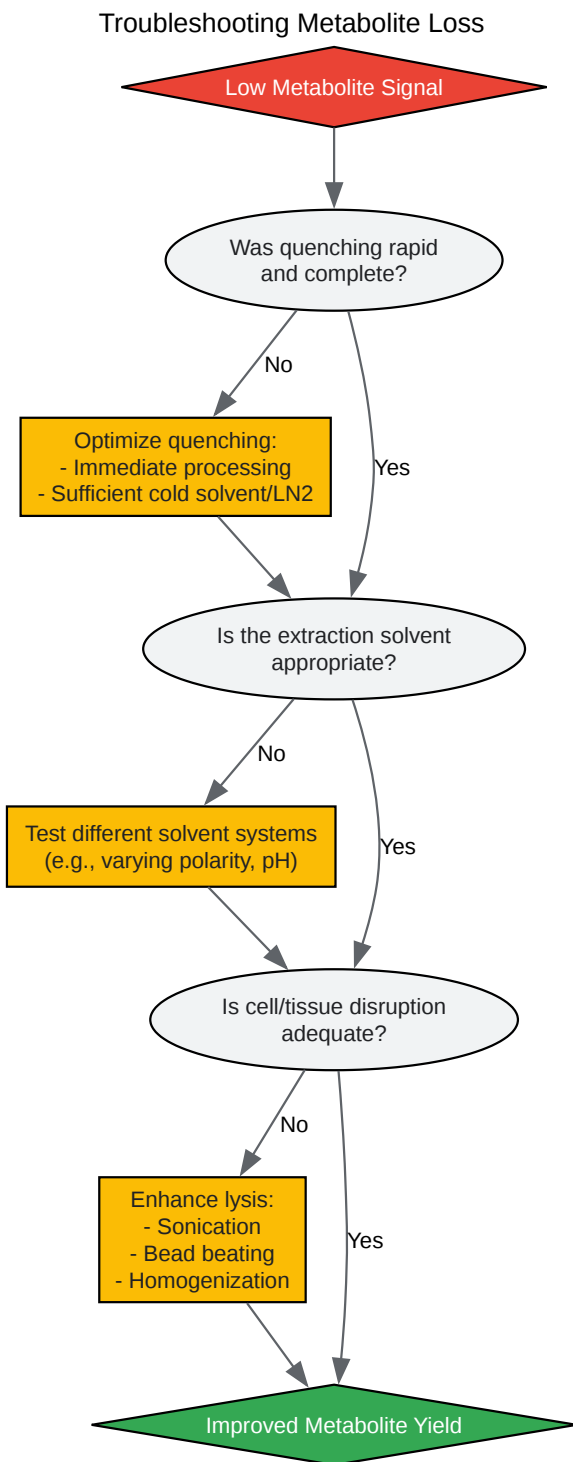 Troubleshooting Metabolite Loss
Low Metabolite Signal
Was quenching rapid
and complete?
No
Optimize quenching:
- Immediate processing
- Sufficient cold solvent/LN2
Yes
Is the extraction solvent
appropriate?
No
Test different solvent systems
(e.g., varying polarity, pH)
Yes
Is cell/tissue disruption
adequate?
No
Enhance lysis:
- Sonication
- Bead beating
- Homogenization
Yes
Improved Metabolite Yield